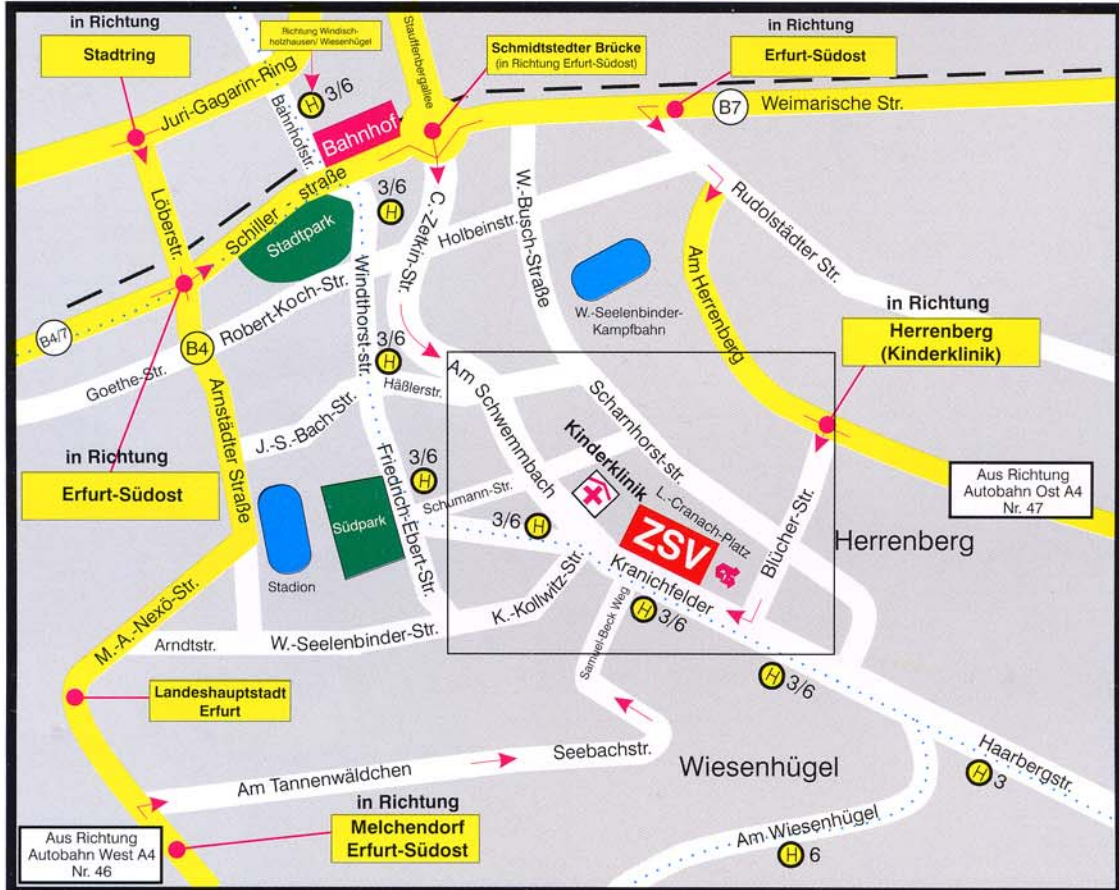 in Richtung
Stadtring
Richtung Windisch-
holzhausen/ Wiesenhügel
Stauffenbergallee
Schmidtstedter Brücke
(in Richtung Erfurt-Südost)
in Richtung
Erfurt-Südost
Juri-Gagarin-Ring
H 3/6
Bahnhofstr.
Bahnhof
B7
Weimarische Str.
Löberstr.
Schiller-
straße
Stadtpark
3/6
H
C.-Zetkin-Str.
Holbeinstr.
W.-Busch-Straße
Rudolstädter Str.
Am Herrenberg
W.-Seelenbinder-
Kampfbahn
in Richtung
Herrenberg
(Kinderklinik)
B4/7
B4
Robert-Koch-Str.
Goethe-Str.
Windthorst-str.
3/6
H
Häßlerstr.
Arnstädter Straße
J.-S.-Bach-Str.
Am Schwemmbach
Scharnhorst-str.
in Richtung
Erfurt-Südost
Stadion
Südpark
Friedrich-Ebert-Str.
3/6
H
Schumann-Str.
3/6 H
Kinderklinik
L.-Cranach-Platz
ZSV
Kranichfelder
Blücher-Str.
Aus Richtung
Autobahn Ost A4
Nr. 47
Herrenberg
M.-A.-Nexö-Str.
Arndtstr.
W.-Seelenbinder-Str.
K.-Kollwitz-Str.
Samuel-Beck Weg
H 3/6
H 3/6
Landeshauptstadt
Erfurt
Am Tannenwäldchen
Seebachstr.
Wiesenhügel
Haarbergstr.
H 3
Am Wiesenhügel
H 6
in Richtung
Melchendorf
Erfurt-Südost
Aus Richtung
Autobahn West A4
Nr. 46